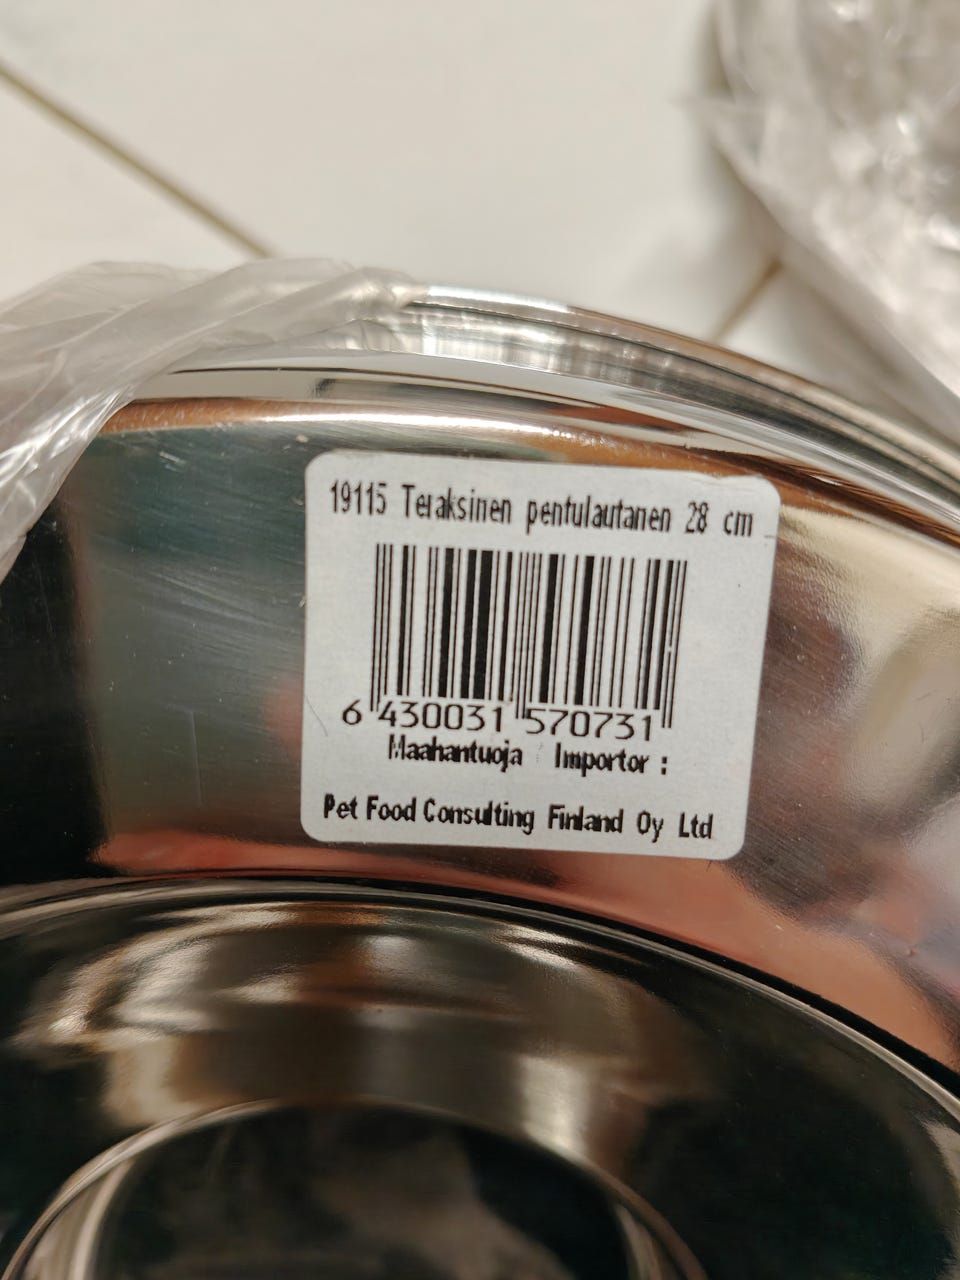 19115 Teraksinen pentulautanen 28 cm
6 430031 570731
Maahantuoja Importor :
Pet Food Consulting Finland Oy Ltd